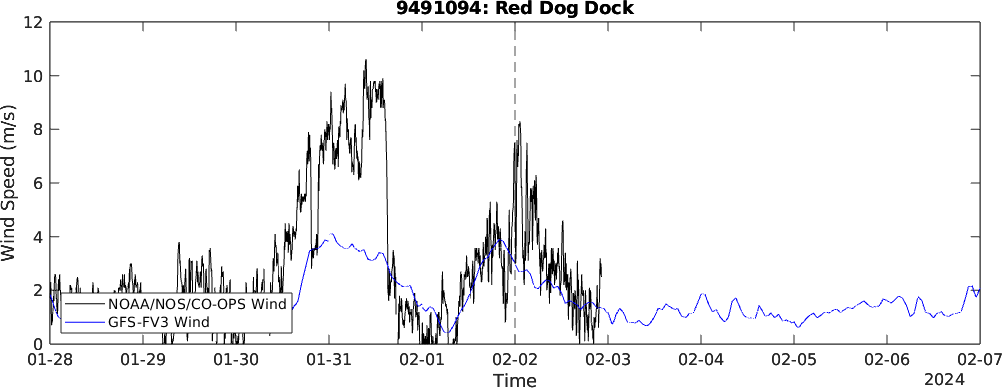 9491094: Red Dog Dock
12
10
8
6
4
2
0
Wind Speed (m/s)
NOAA/NOS/CO-OPS Wind
GFS-FV3 Wind
01-28 01-29 01-30 01-31 02-01 02-02 02-03 02-04 02-05 02-06 02-07
Time
2024